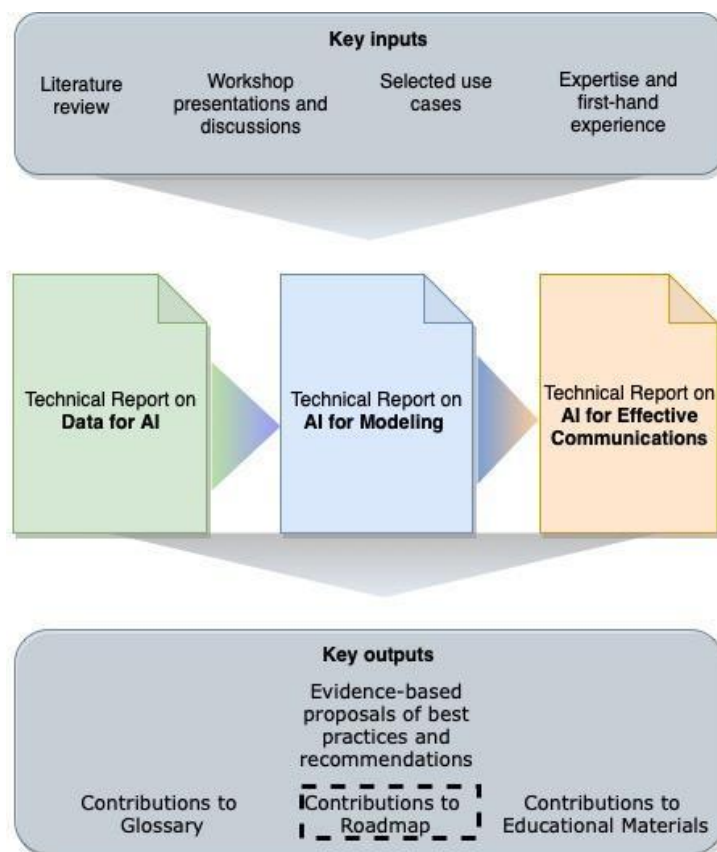 Key inputs
Literature
review
Workshop
presentations and
discussions
Selected use
cases
Expertise and
first-hand
experience
Technical Report on
Data for AI
Technical Report on
AI for Modeling
Technical Report on
AI for Effective
Communications
Key outputs
Evidence-based
proposals of best
practices and
recommendations
Contributions to
Glossary
Contributions to
Roadmap
Contributions to
Educational Materials